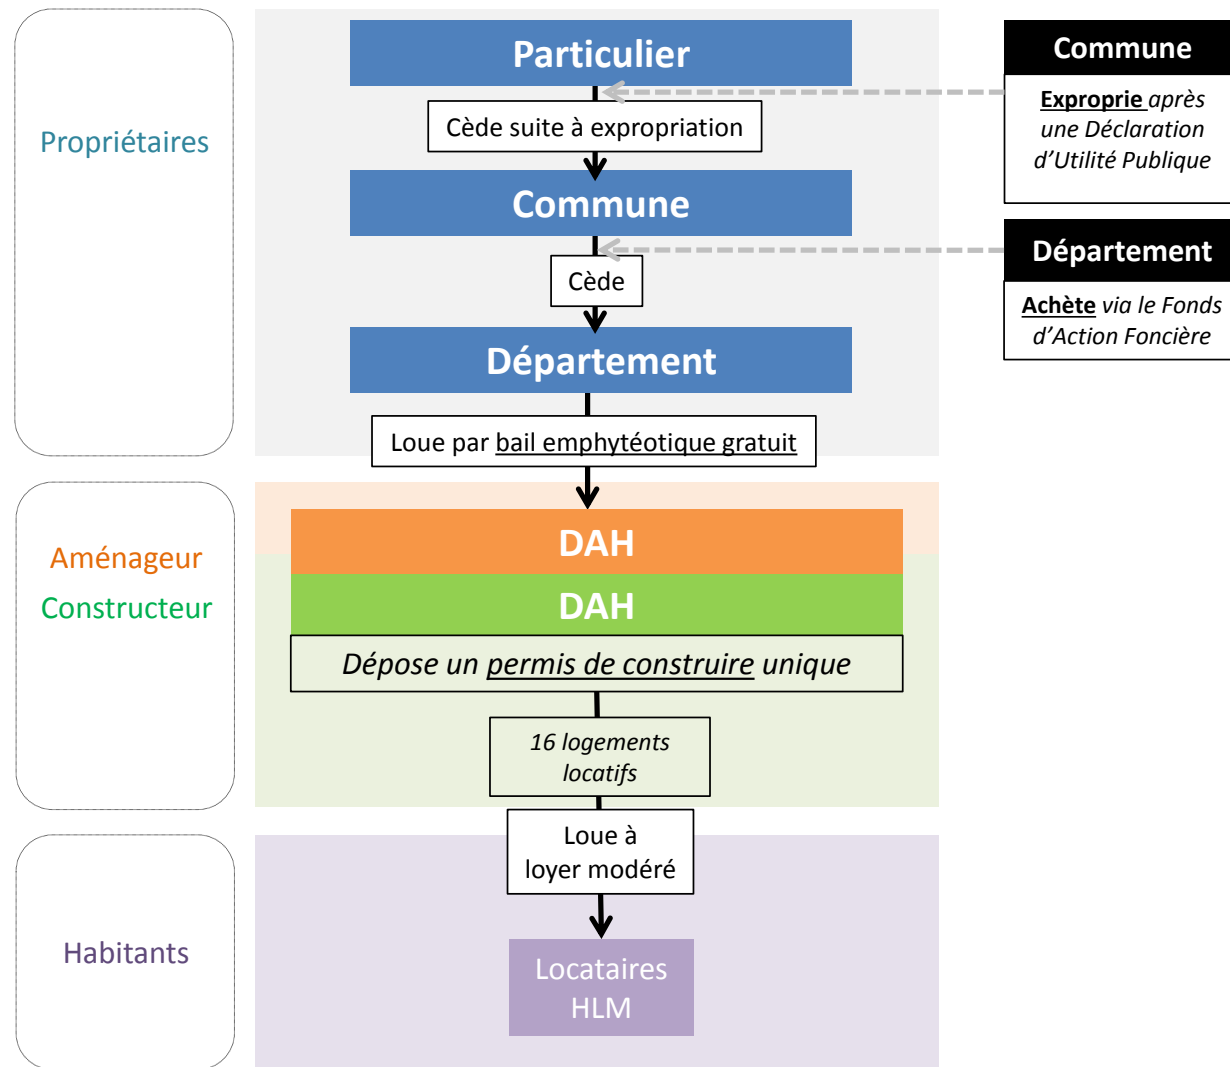 Propriétaires
Particulier
Cède suite à expropriation
Commune
Cède
Département
Loue par bail emphytéotique gratuit
Commune
Exproprie après
une Déclaration
d’Utilité Publique
Département
Achète via le Fonds
d’Action Foncière
Aménageur
Constructeur
DAH
DAH
Dépose un permis de construire unique
16 logements
locatifs
Loue à
loyer modéré
Habitants
Locataires
HLM